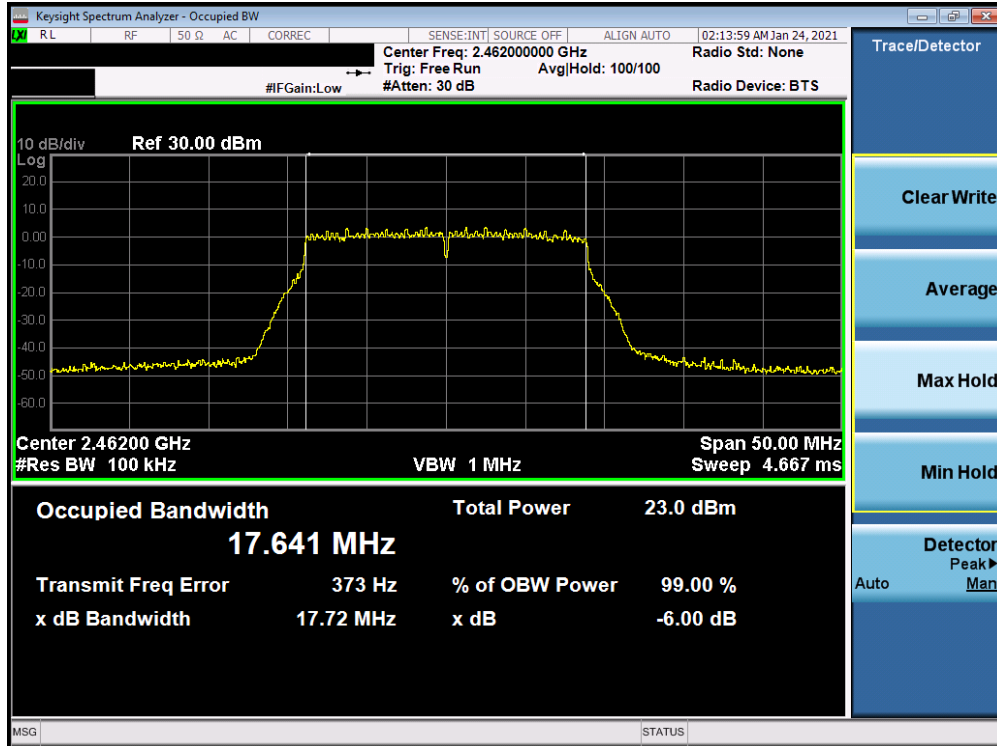 Keysight Spectrum Analyzer - Occupied BW
LXI RL RF 50 Ω AC CORREC SENSE:INT SOURCE OFF ALIGN AUTO 02:13:59 AM Jan 24, 2021
Center Freq: 2.462000000 GHz Radio Std: None
Trig: Free Run Avg|Hold: 100/100
#IFGain:Low #Atten: 30 dB Radio Device: BTS
10 dB/div Ref 30.00 dBm
Log
20.0
10.0
0.00
-10.0
-20.0
-30.0
-40.0
-50.0
-60.0
Center 2.46200 GHz Span 50.00 MHz
#Res BW 100 kHz VBW 1 MHz Sweep 4.667 ms
Occupied Bandwidth Total Power 23.0 dBm
17.641 MHz
Transmit Freq Error 373 Hz % of OBW Power 99.00 %
x dB Bandwidth 17.72 MHz x dB -6.00 dB
MSG STATUS
Trace/Detector
Clear Write
Average
Max Hold
Min Hold
Detector
Peak
Auto Man